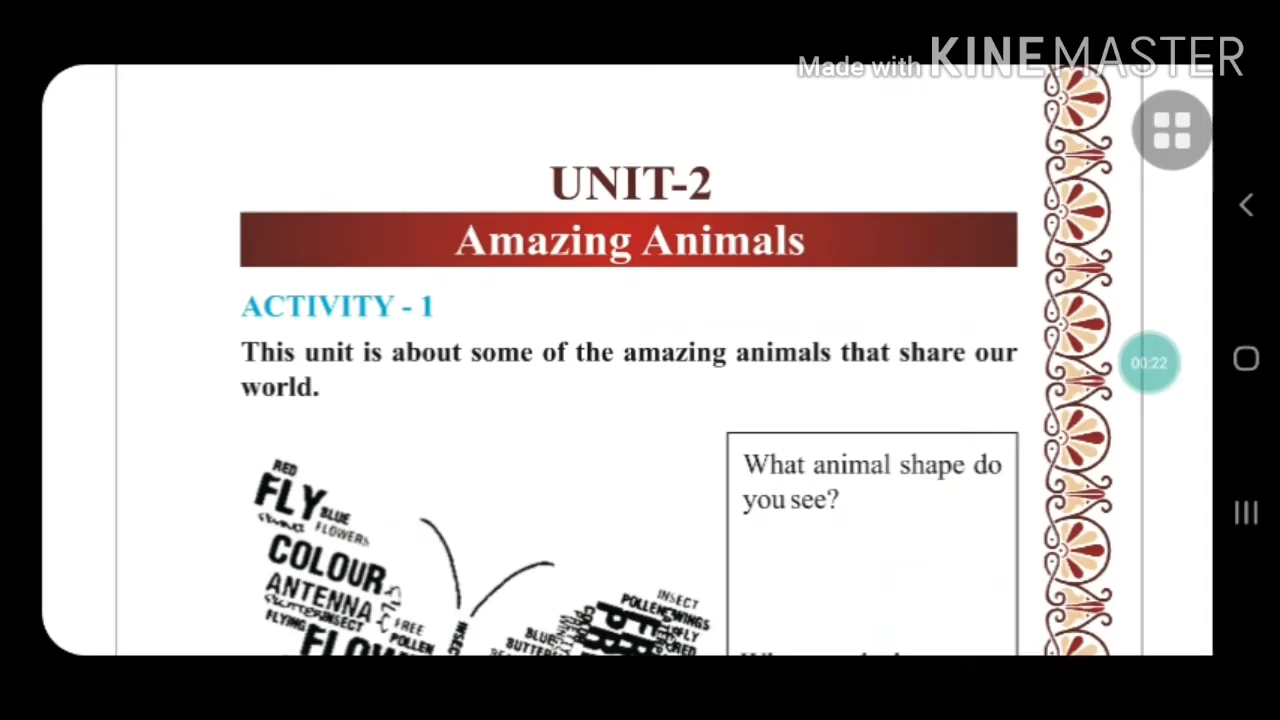 Made with KINEMASTER
UNIT-2
Amazing Animals
ACTIVITY - 1
This unit is about some of the amazing animals that share our
world.
00:22
What animal shape do
you see?
RED
FLY
BLUE
FLOWERS
COLOUR
ANTENNA
INSECT
FLYING
FREE
POLLEN
BLUE
INSECT
POLLEN
WINGS
FLY
RED